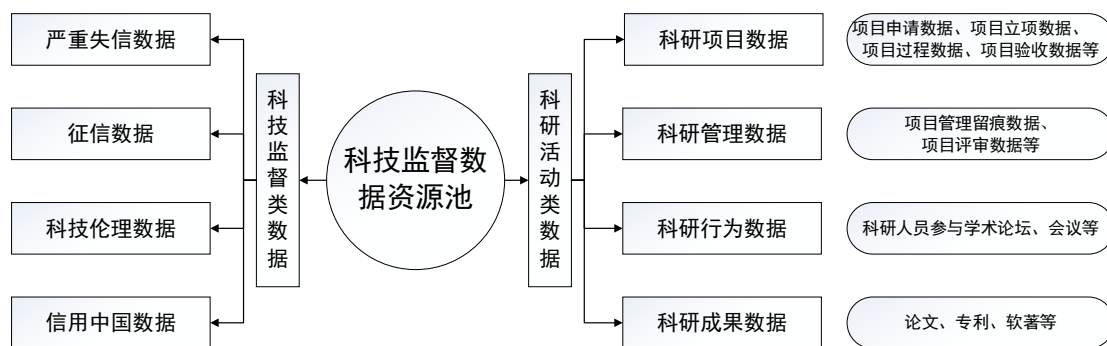 严重失信数据
征信数据
科技伦理数据
信用中国数据
科技监督类数据
科技监督数
据资源池
科研活动类数据
科研项目数据
项目申请数据、项目立项数据、
项目过程数据、项目验收数据等
科研管理数据
项目管理留痕数据、
项目评审数据等
科研行为数据
科研人员参与学术论坛、会议等
科研成果数据
论文、专利、软著等